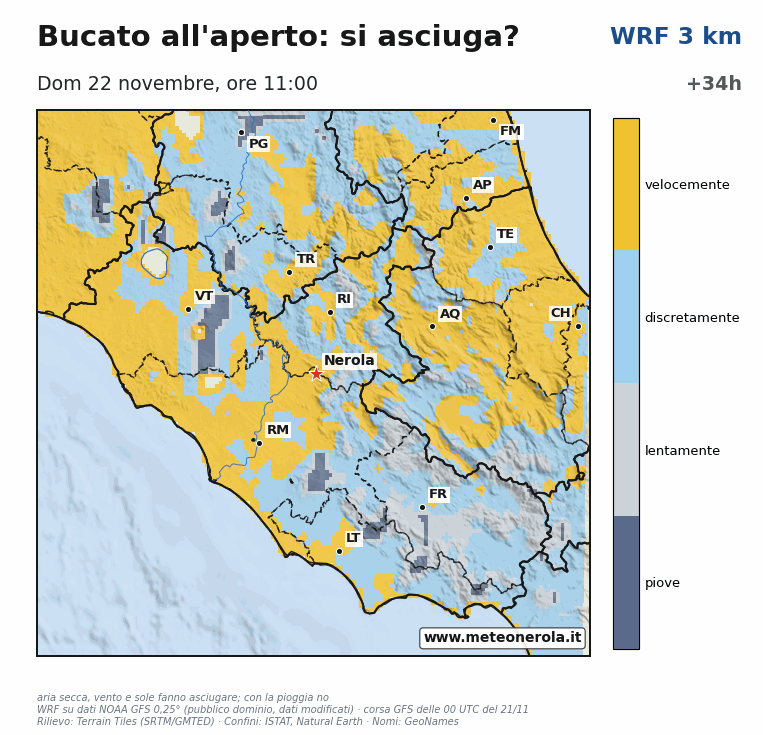 Bucato all'aperto: si asciuga?
WRF 3 km
Dom 22 novembre, ore 11:00
+34h
FM
PG
AP
TE
TR
VT
RI
AQ
CH
Nerola
RM
FR
LT
www.meteonerola.it
velocemente
discretamente
lentamente
piove
aria secca, vento e sole fanno asciugare; con la pioggia no
WRF su dati NOAA GFS 0,25° (pubblico dominio, dati modificati) · corsa GFS delle 00 UTC del 21/11
Rilievo: Terrain Tiles (SRTM/GMTED) · Confini: ISTAT, Natural Earth · Nomi: GeoNames